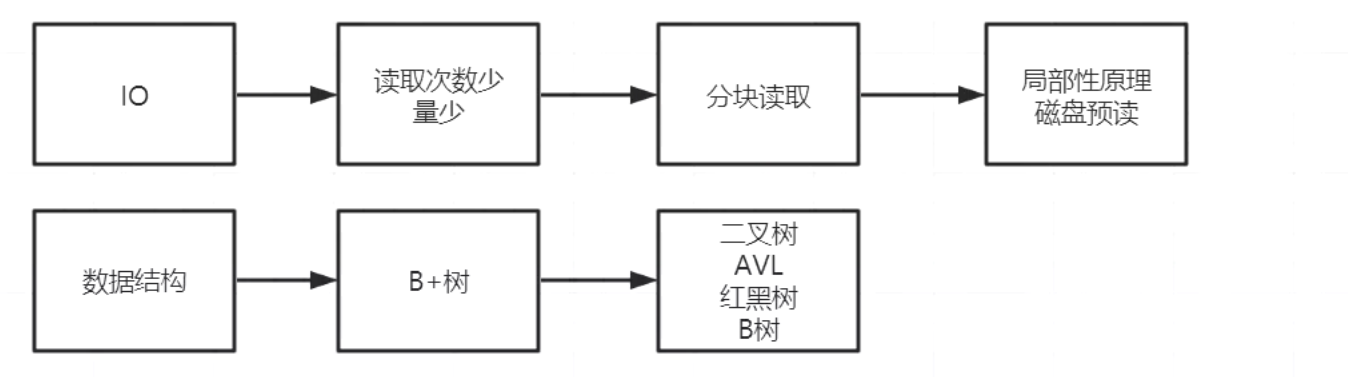 IO
读取次数少
量少
分块读取
局部性原理
磁盘预读
数据结构
B+树
二叉树
AVL
红黑树
B树